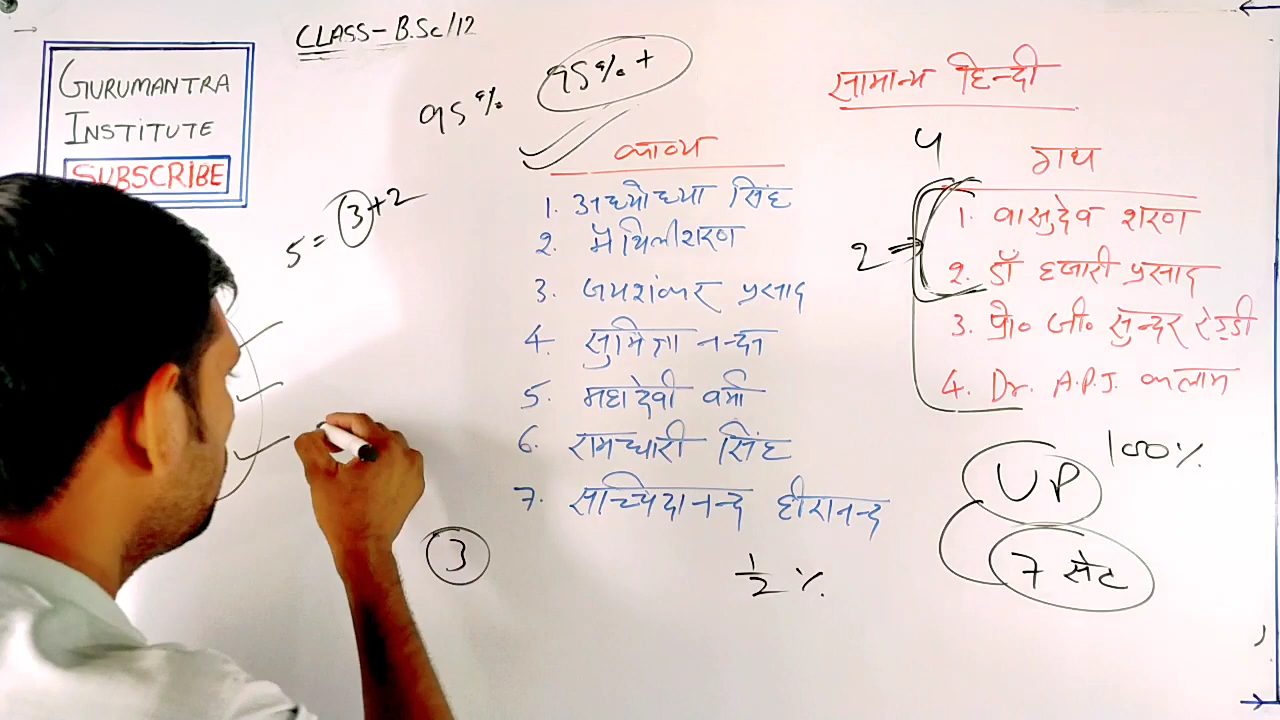 CLASS-B.Sc/12
GURUMANTRA
INSTITUTE
SUBSCRIBE
95% 95%+
5 = 3+2
काव्य
1. अयोध्या सिंह
2. मैथिलीशरण
3. जयशंकर प्रसाद
4. सुमित्रा नन्दन
5. महादेवी वर्मा
6. रामधारी सिंह
7. सच्चिदानन्द हीरानन्द
3
1/2 %
सामान्य हिन्दी
4
गद्य
2 =
1. वासुदेव शरण
2. डॉ हजारी प्रसाद
3. प्रो० जी० सुन्दर रेड्डी
4. Dr. A.P.J. कलाम
UP 100%
7 सेट